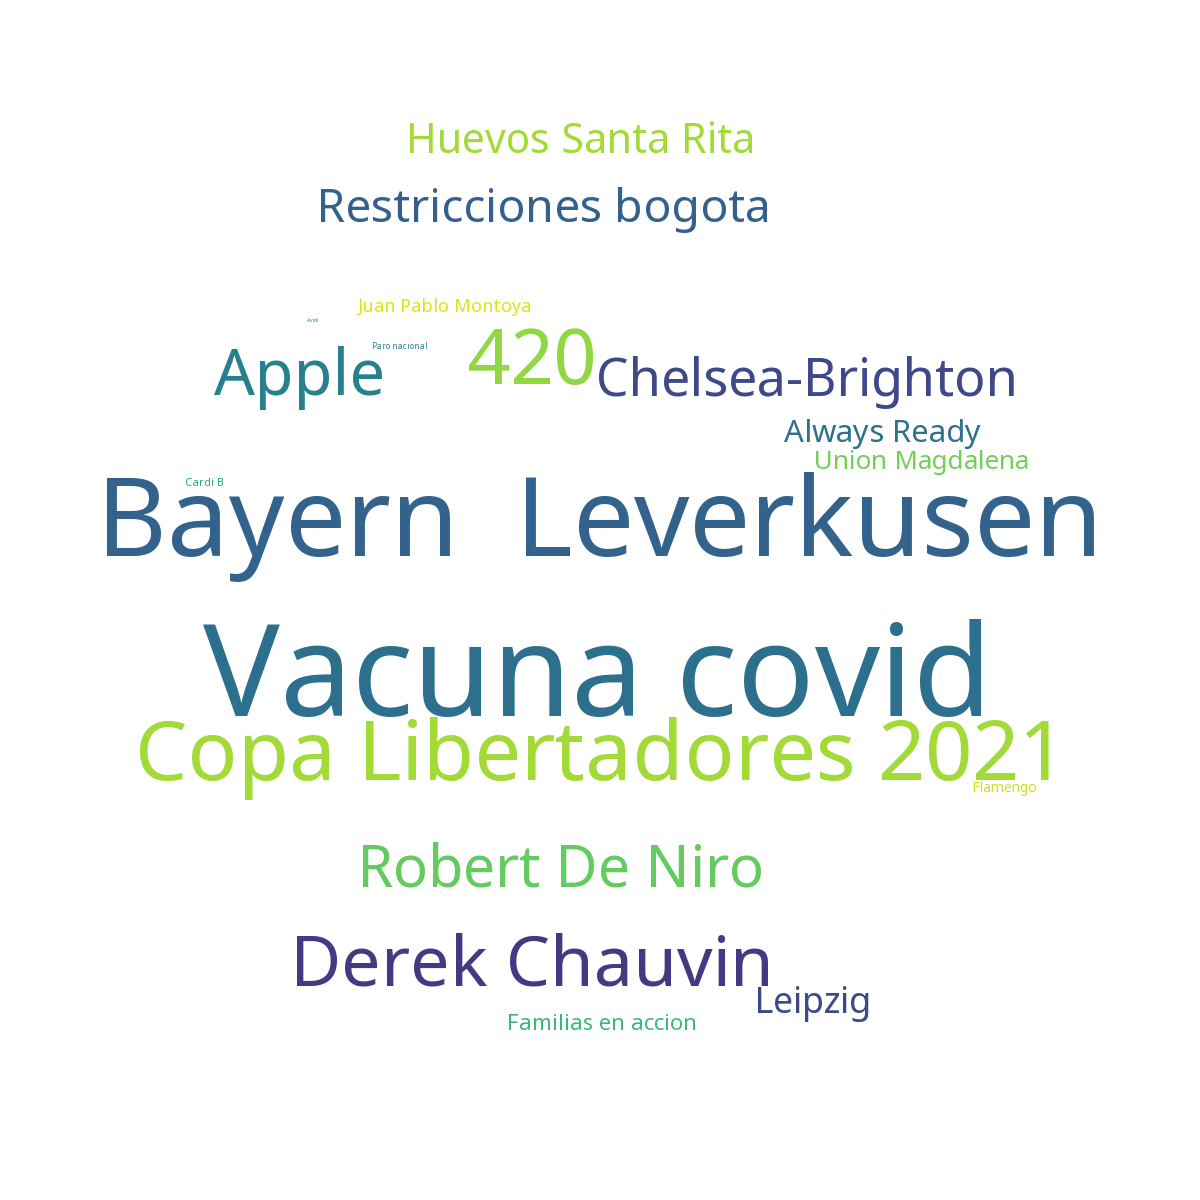 Huevos Santa Rita
Restricciones bogota
Juan Pablo Montoya
Paro nacional
Apple
420
Chelsea-Brighton
Always Ready
Union Magdalena
Cardi B
Bayern  Leverkusen
Vacuna covid
Copa Libertadores 2021
Flamengo
Robert De Niro
Derek Chauvin
Leipzig
Familias en accion